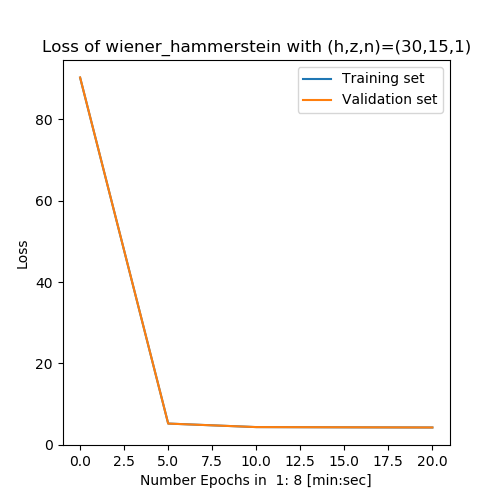 Loss of wiener_hammerstein with (h,z,n)=(30,15,1)
Training set
Validation set
80
60
40
20
0
Loss
0.0 2.5 5.0 7.5 10.0 12.5 15.0 17.5 20.0
Number Epochs in  1: 8 [min:sec]